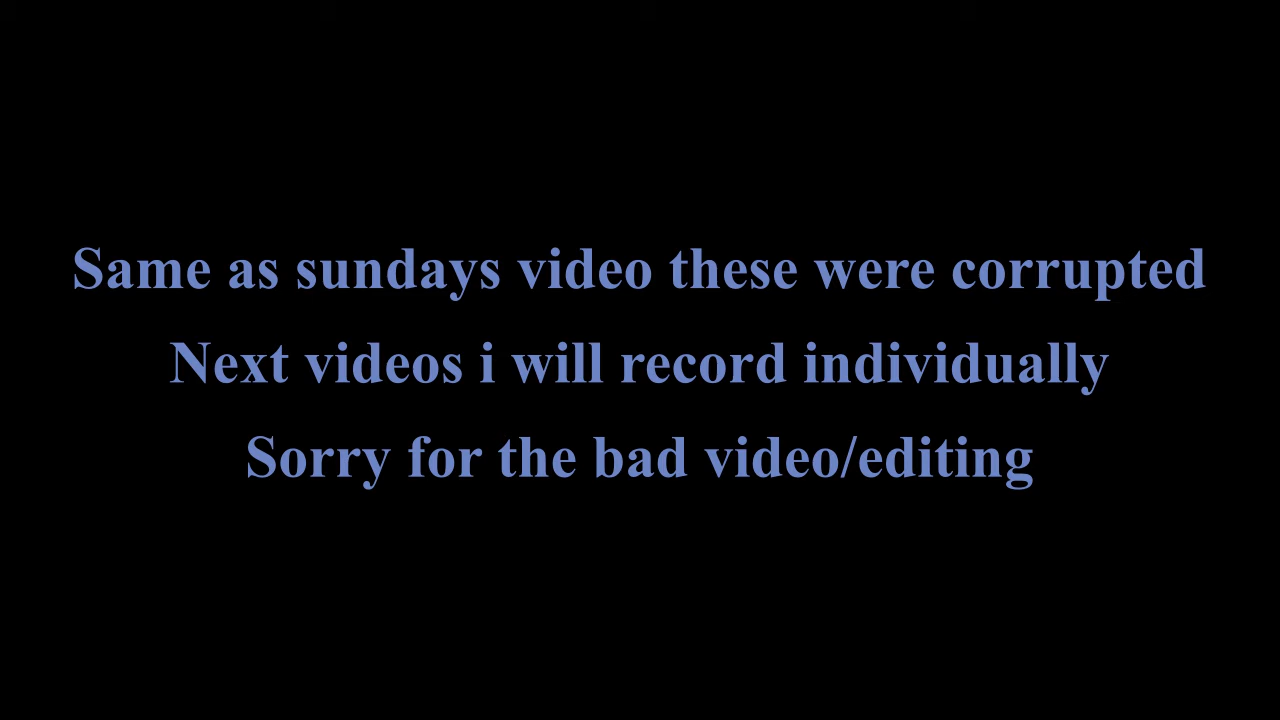 Same as sundays video these were corrupted
Next videos i will record individually
Sorry for the bad video/editing